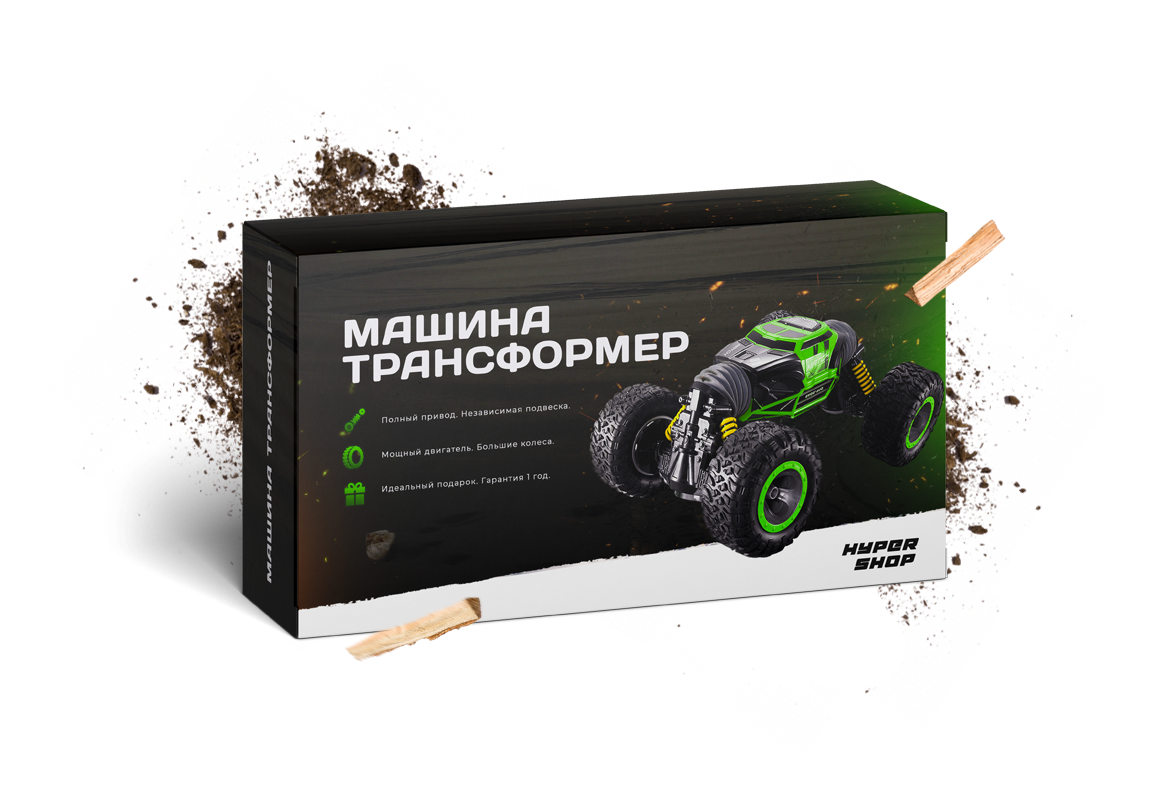 МАШИНА
ТРАНСФОРМЕР
Полный привод. Независимая подвеска.
Мощный двигатель. Большие колеса.
Идеальный подарок. Гарантия 1 год.
HYPER
SHOP
МАШИНА ТРАНСФОРМЕР